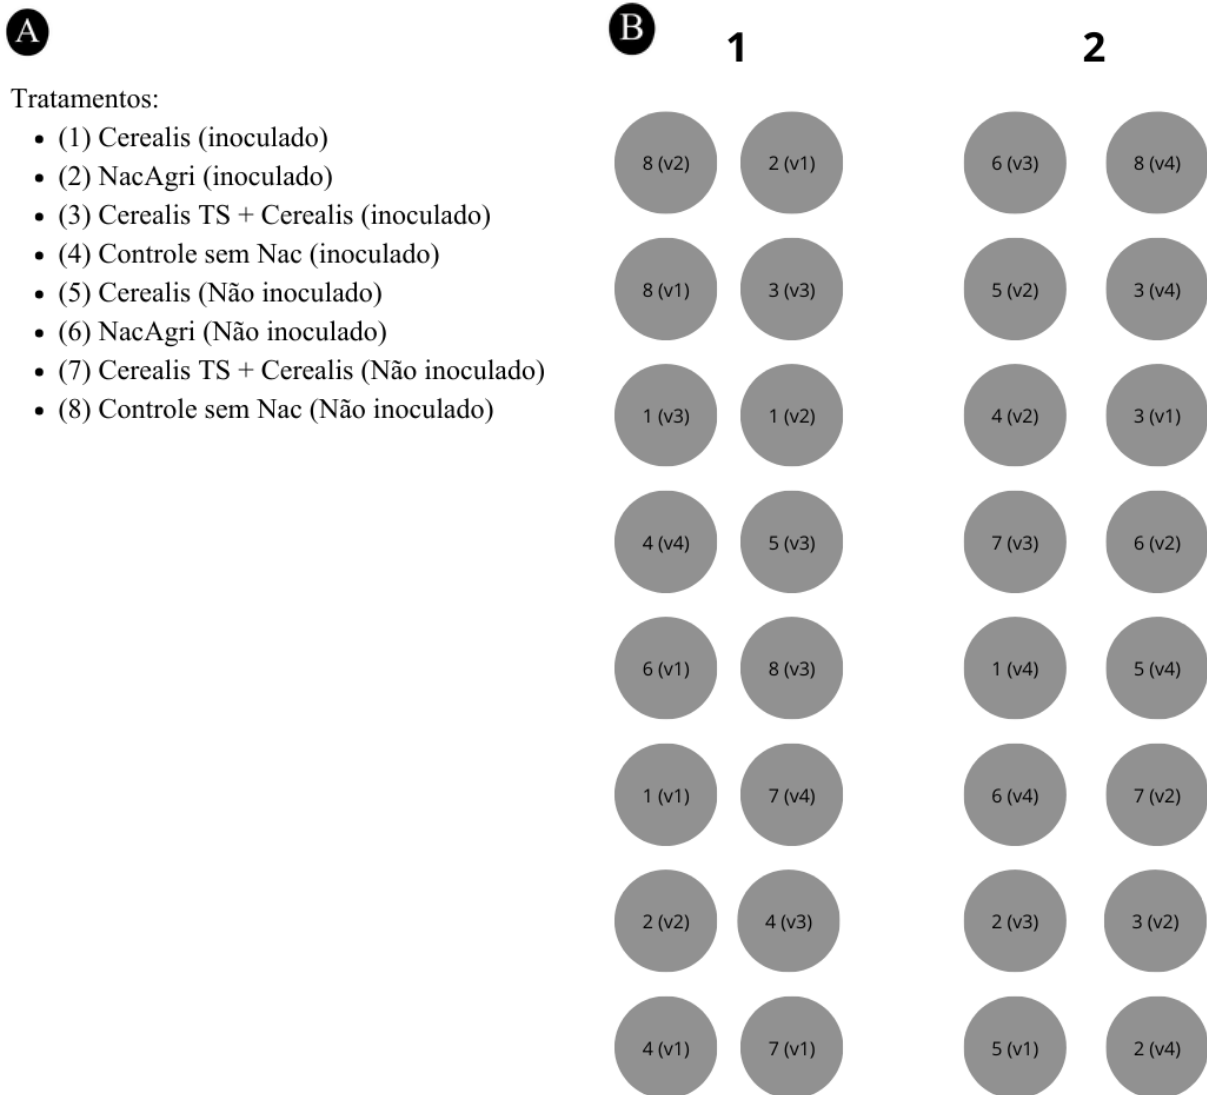 A
Tratamentos:
• (1) Cerealis (inoculado)
• (2) NacAgri (inoculado)
• (3) Cerealis TS + Cerealis (inoculado)
• (4) Controle sem Nac (inoculado)
• (5) Cerealis (Não inoculado)
• (6) NacAgri (Não inoculado)
• (7) Cerealis TS + Cerealis (Não inoculado)
• (8) Controle sem Nac (Não inoculado)
B
1 2
8 (v2) 2 (v1) 6 (v3) 8 (v4)
8 (v1) 3 (v3) 5 (v2) 3 (v4)
1 (v3) 1 (v2) 4 (v2) 3 (v1)
4 (v4) 5 (v3) 7 (v3) 6 (v2)
6 (v1) 8 (v3) 1 (v4) 5 (v4)
1 (v1) 7 (v4) 6 (v4) 7 (v2)
2 (v2) 4 (v3) 2 (v3) 3 (v2)
4 (v1) 7 (v1) 5 (v1) 2 (v4)